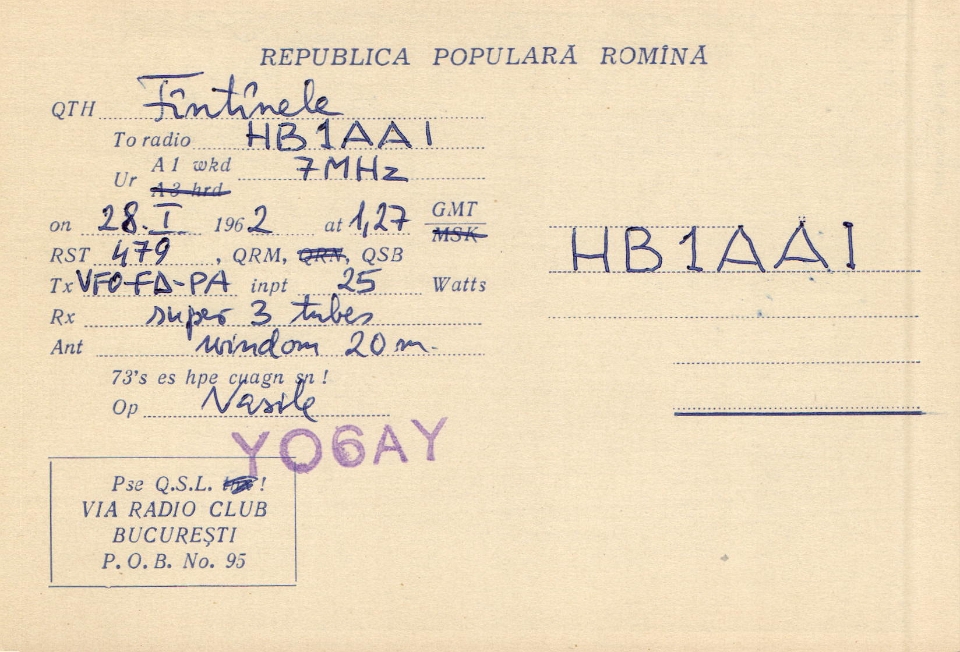 REPUBLICA POPULARĂ ROMÎNĂ
QTH Fîntînele
To radio HB1AAI
Ur A1 wkd 7MHz
A3 hrd
on 28.I 1962 at 1,27 GMT
MSK
HB1AAI
RST 479, QRM, QRN, QSB
Tx VFO-FD-PA inpt 25 Watts
Rx super 3 tubes
Ant windom 20 m.
73's es hpe cuagn sn!
Op Vasile
YO6AY
Pse Q.S.L. !
VIA RADIO CLUB
BUCUREȘTI
P.O.B. No. 95